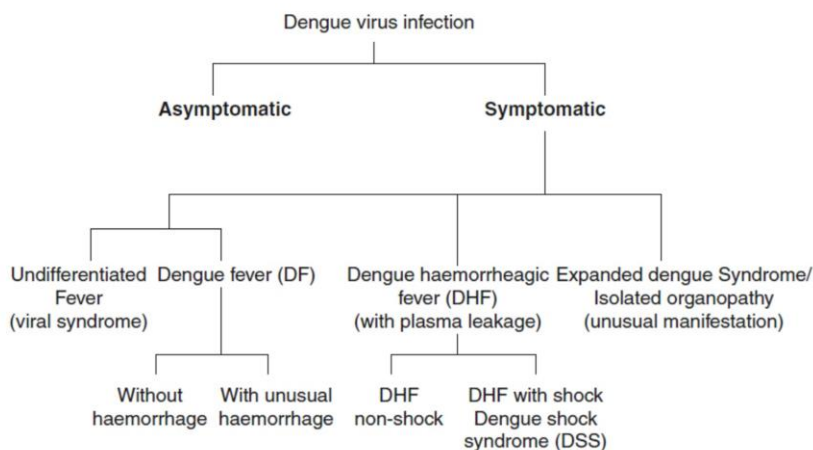 Dengue virus infection
Asymptomatic
Symptomatic
Undifferentiated
Fever
(viral syndrome)
Dengue fever (DF)
Dengue haemorrheagic
fever (DHF)
(with plasma leakage)
Expanded dengue Syndrome/
Isolated organopathy
(unusual manifestation)
Without
haemorrhage
With unusual
haemorrhage
DHF
non-shock
DHF with shock
Dengue shock
syndrome (DSS)